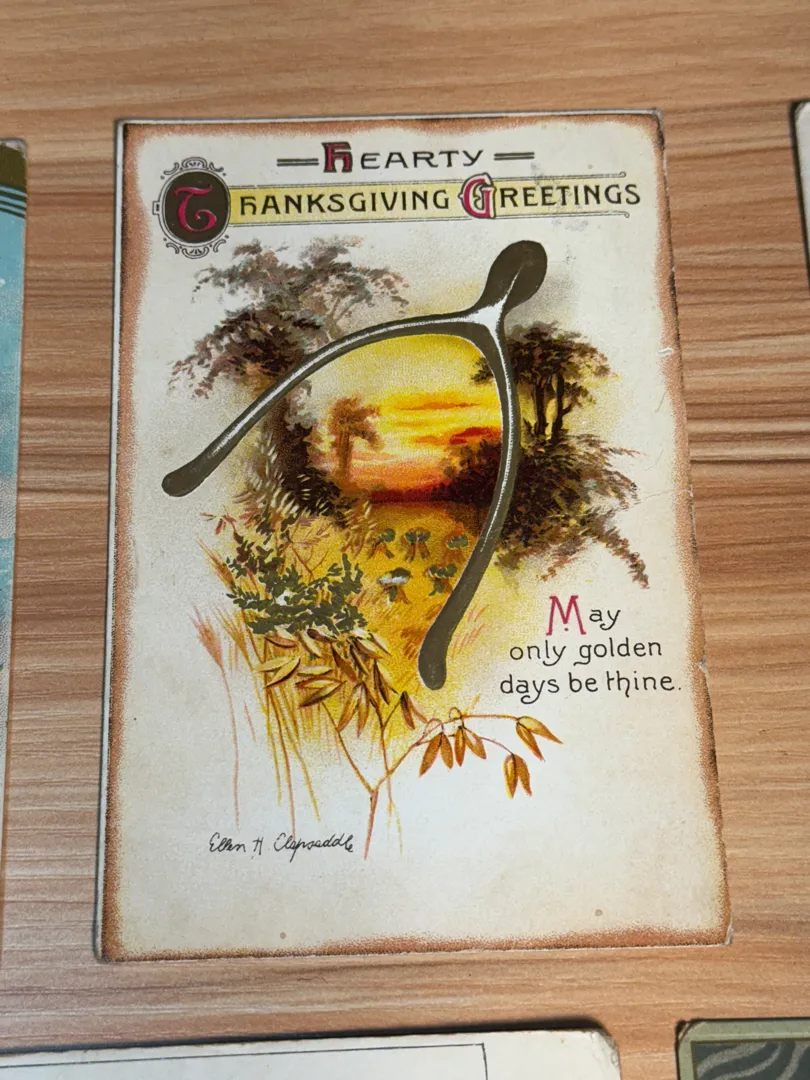 HEARTY
THANKSGIVING GREETINGS
May
only golden
days be thine.
Ellen H. Clapsaddle